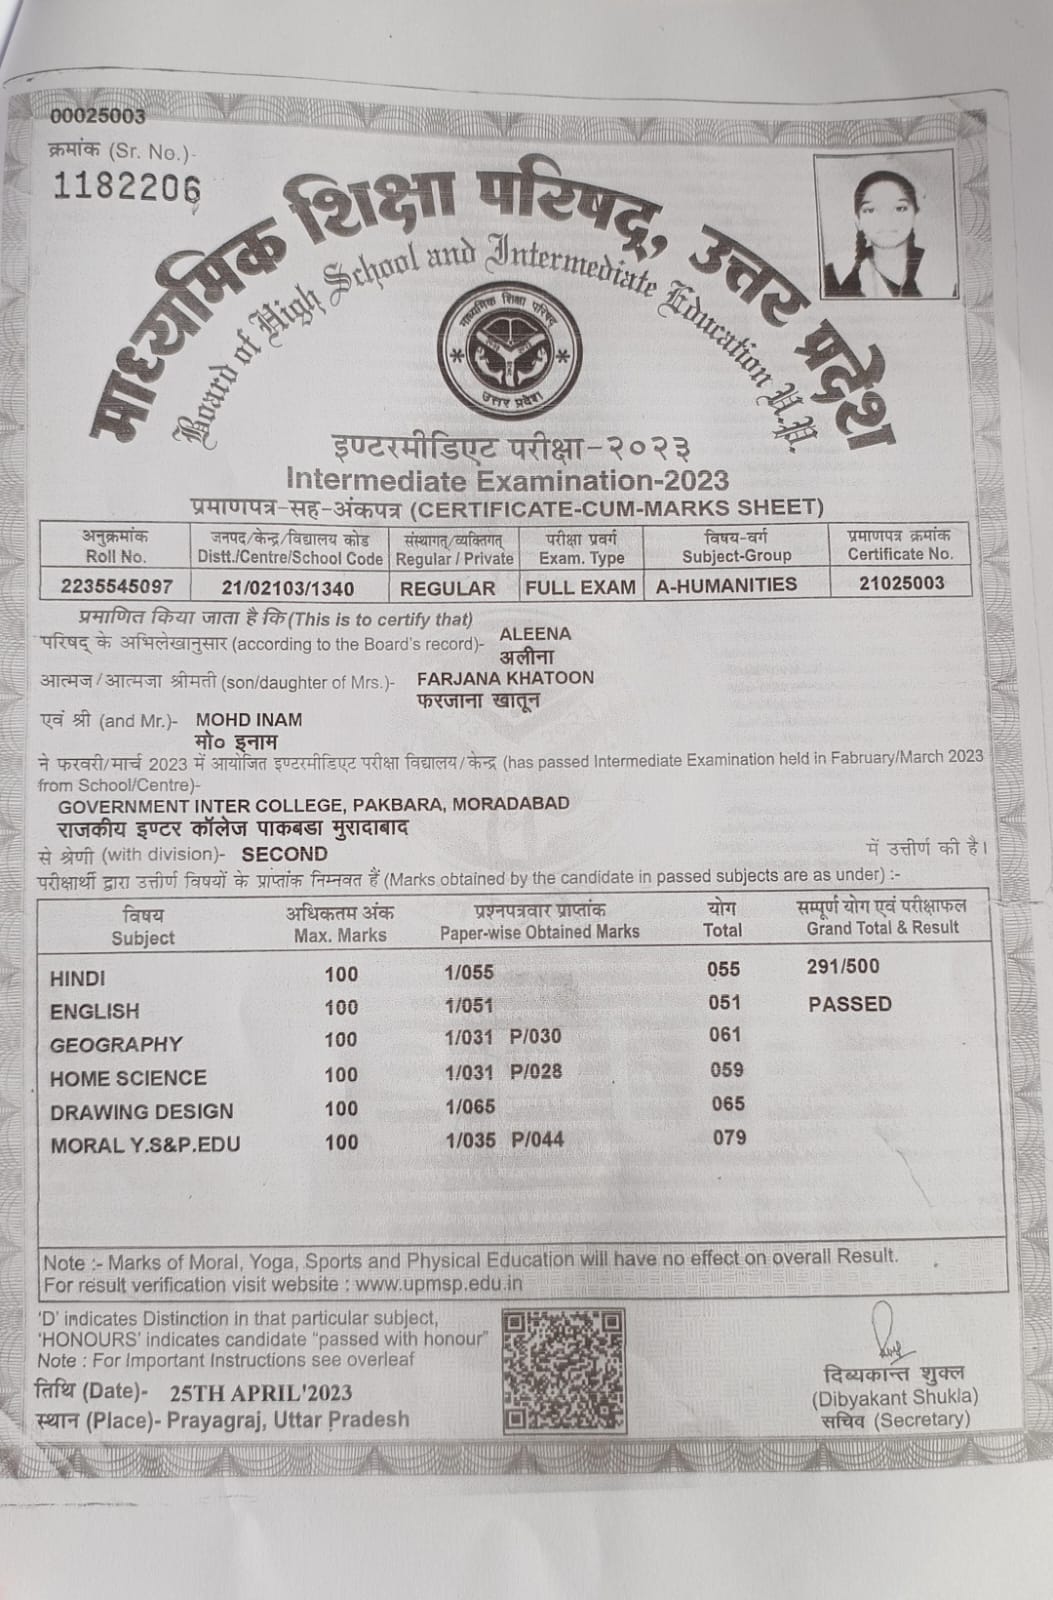 00025003
क्रमांक (Sr. No.)-
1182206
माध्यमिक शिक्षा परिषद्, उत्तर प्रदेश
Board of High School and Intermediate Education U.P.
माध्यमिक शिक्षा परिषद
उत्तर प्रदेश
इण्टरमीडिएट परीक्षा-२०२३
Intermediate Examination-2023
प्रमाणपत्र-सह-अंकपत्र (CERTIFICATE-CUM-MARKS SHEET)
अनुक्रमांक जनपद/केन्द्र/विद्यालय कोड संस्थागत्/व्यक्तिगत् परीक्षा प्रवर्ग विषय-वर्ग प्रमाणपत्र क्रमांक
Roll No. Distt./Centre/School Code Regular / Private Exam. Type Subject-Group Certificate No.
2235545097 21/02103/1340 REGULAR FULL EXAM A-HUMANITIES 21025003
प्रमाणित किया जाता है कि (This is to certify that)
परिषद् के अभिलेखानुसार (according to the Board's record)- ALEENA
अलीना
आत्मज/आत्मजा श्रीमती (son/daughter of Mrs.)- FARJANA KHATOON
फरजाना खातून
एवं श्री (and Mr.)- MOHD INAM
मो० इनाम
ने फरवरी/मार्च 2023 में आयोजित इण्टरमीडिएट परीक्षा विद्यालय/केन्द्र (has passed Intermediate Examination held in Fabruary/March 2023
from School/Centre)-
GOVERNMENT INTER COLLEGE, PAKBARA, MORADABAD
राजकीय इण्टर कॉलेज पाकबडा मुरादाबाद
से श्रेणी (with division)- SECOND में उत्तीर्ण की है।
परीक्षार्थी द्वारा उत्तीर्ण विषयों के प्राप्तांक निम्नवत हैं (Marks obtained by the candidate in passed subjects are as under) :-
विषय अधिकतम अंक प्रश्नपत्रवार प्राप्तांक योग सम्पूर्ण योग एवं परीक्षाफल
Subject Max. Marks Paper-wise Obtained Marks Total Grand Total & Result
HINDI 100 1/055 055 291/500
ENGLISH 100 1/051 051 PASSED
GEOGRAPHY 100 1/031 P/030 061
HOME SCIENCE 100 1/031 P/028 059
DRAWING DESIGN 100 1/065 065
MORAL Y.S&P.EDU 100 1/035 P/044 079
Note :- Marks of Moral, Yoga, Sports and Physical Education will have no effect on overall Result.
For result verification visit website : www.upmsp.edu.in
'D' indicates Distinction in that particular subject,
'HONOURS' indicates candidate "passed with honour"
Note : For Important Instructions see overleaf
तिथि (Date)- 25TH APRIL'2023
स्थान (Place)- Prayagraj, Uttar Pradesh
दिव्यकान्त शुक्ल
(Dibyakant Shukla)
सचिव (Secretary)